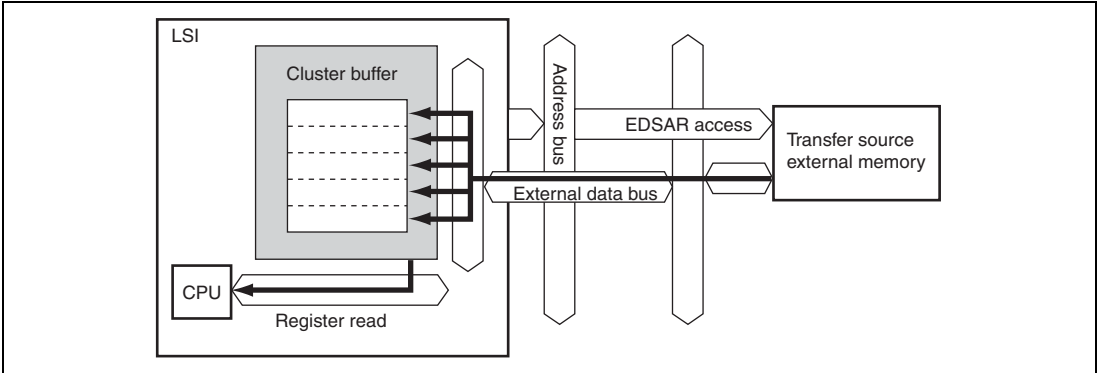 LSI
Cluster buffer
Address bus
EDSAR access
Transfer source
external memory
External data bus
CPU
Register read